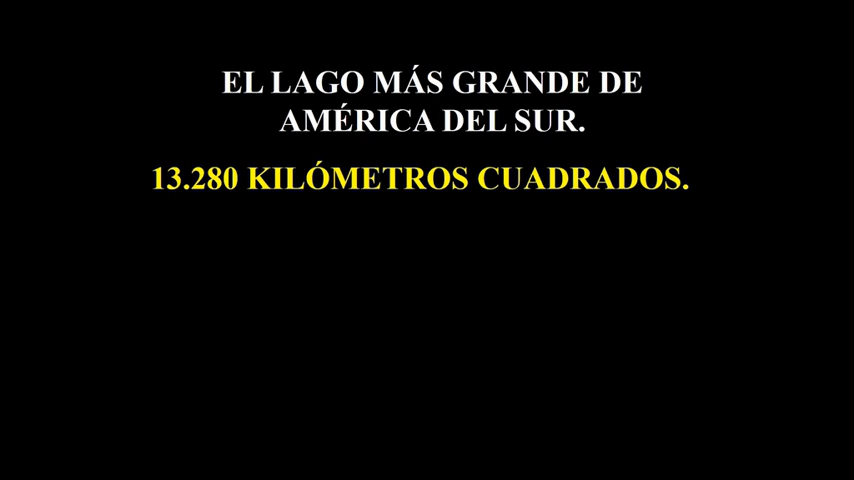 EL LAGO MÁS GRANDE DE
AMÉRICA DEL SUR.
13.280 KILÓMETROS CUADRADOS.